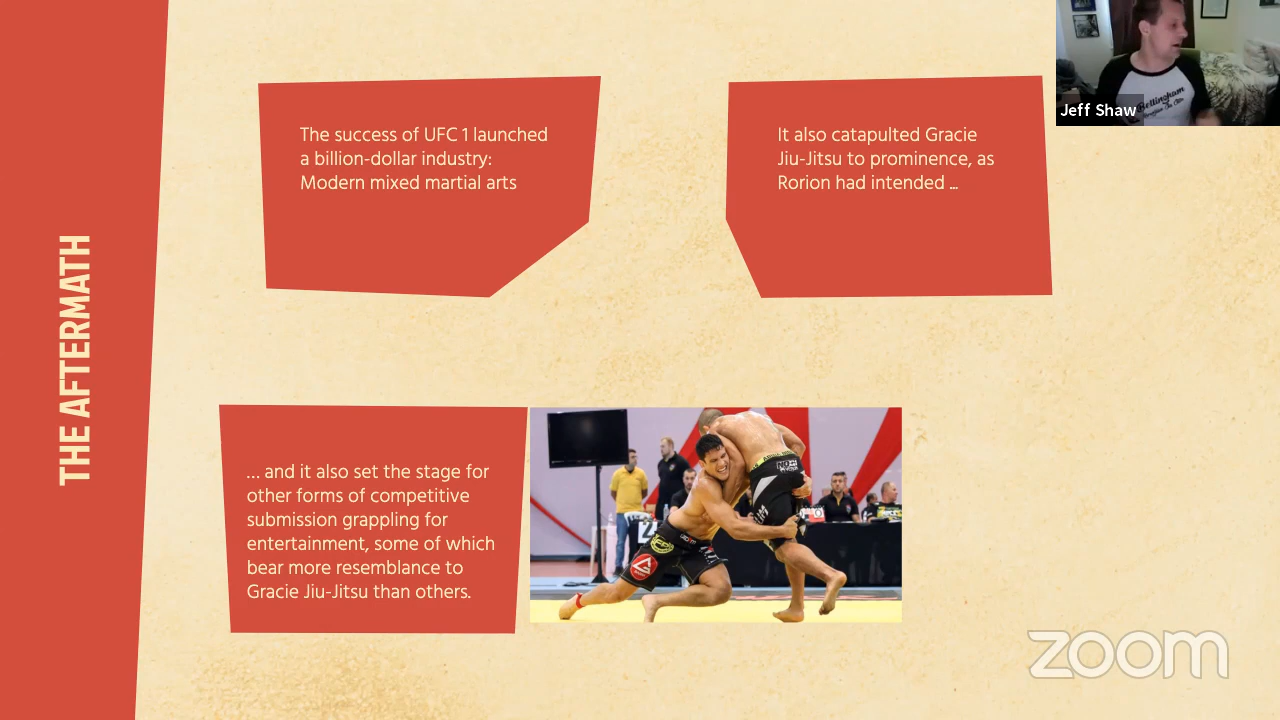 THE AFTERMATH
The success of UFC 1 launched
a billion-dollar industry:
Modern mixed martial arts
It also catapulted Gracie
Jiu-Jitsu to prominence, as
Rorion had intended ...
Bellingham
Jeff Shaw
... and it also set the stage for
other forms of competitive
submission grappling for
entertainment, some of which
bear more resemblance to
Gracie Jiu-Jitsu than others.
zoom